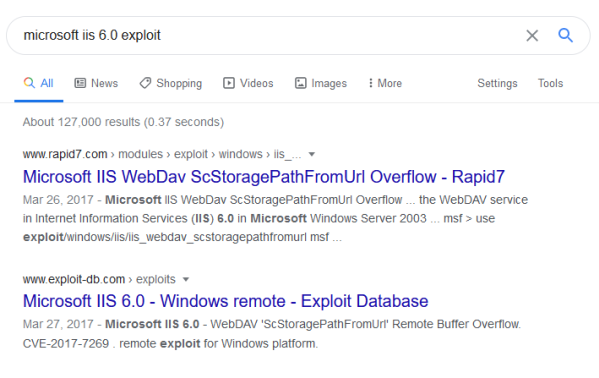 microsoft iis 6.0 exploit
All News Shopping Videos Images More Settings Tools
About 127,000 results (0.37 seconds)
www.rapid7.com › modules › exploit › windows › iis_...
Microsoft IIS WebDav ScStoragePathFromUrl Overflow - Rapid7
Mar 26, 2017 - Microsoft IIS WebDav ScStoragePathFromUrl Overflow ... the WebDAV service
in Internet Information Services (IIS) 6.0 in Microsoft Windows Server 2003 ... msf > use
exploit/windows/iis/iis_webdav_scstoragepathfromurl msf ...
www.exploit-db.com › exploits
Microsoft IIS 6.0 - Windows remote - Exploit Database
Mar 27, 2017 - Microsoft IIS 6.0 - WebDAV 'ScStoragePathFromUrl' Remote Buffer Overflow.
CVE-2017-7269 . remote exploit for Windows platform.